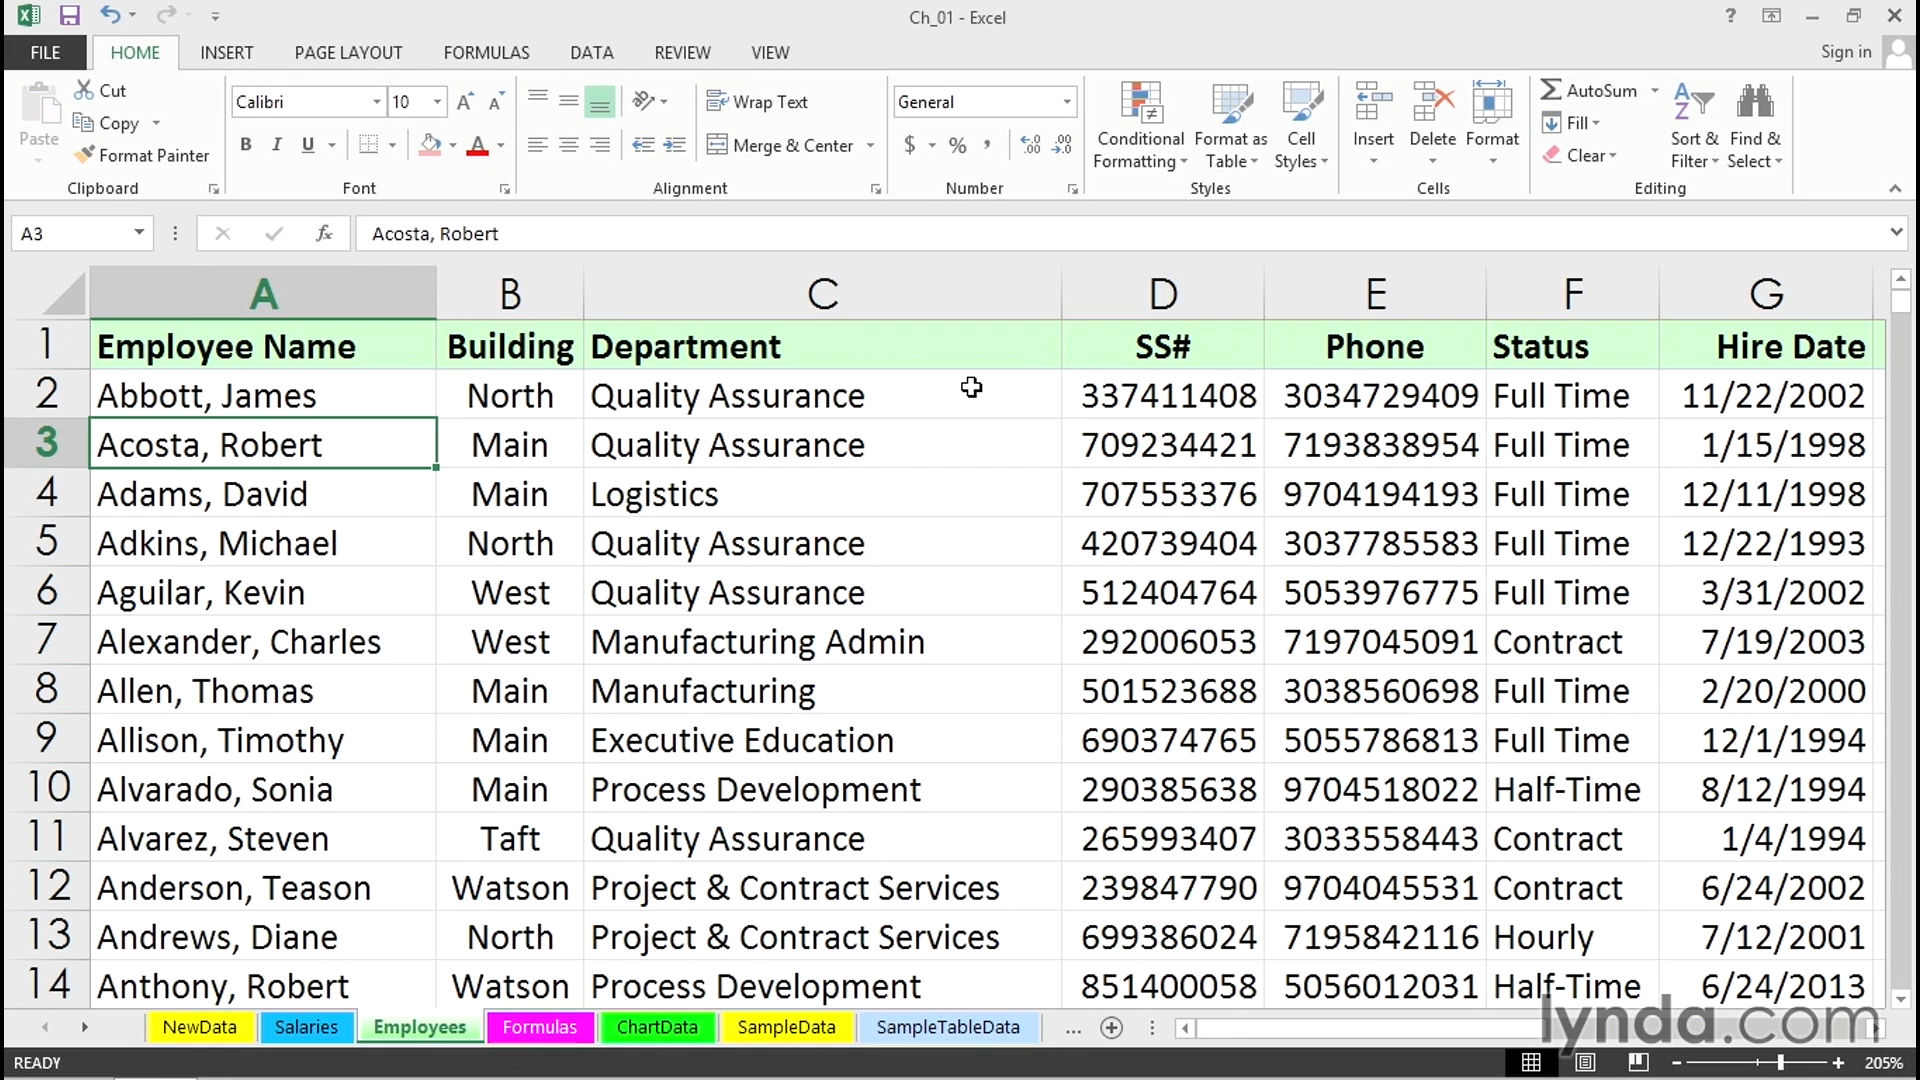 Ch_01 - Excel
?
FILE HOME INSERT PAGE LAYOUT FORMULAS DATA REVIEW VIEW Sign in
Paste
Cut
Copy
Format Painter
Clipboard
Calibri 10
B I U
Font
Wrap Text
Merge & Center
Alignment
General
$ % ,
Number
Conditional Formatting
Format as Table
Cell Styles
Styles
Insert Delete Format
Cells
AutoSum
Fill
Clear
Sort & Filter
Find & Select
Editing
A3 fx Acosta, Robert
A B C D E F G
1 Employee Name Building Department SS# Phone Status Hire Date
2 Abbott, James North Quality Assurance 337411408 3034729409 Full Time 11/22/2002
3 Acosta, Robert Main Quality Assurance 709234421 7193838954 Full Time 1/15/1998
4 Adams, David Main Logistics 707553376 9704194193 Full Time 12/11/1998
5 Adkins, Michael North Quality Assurance 420739404 3037785583 Full Time 12/22/1993
6 Aguilar, Kevin West Quality Assurance 512404764 5053976775 Full Time 3/31/2002
7 Alexander, Charles West Manufacturing Admin 292006053 7197045091 Contract 7/19/2003
8 Allen, Thomas Main Manufacturing 501523688 3038560698 Full Time 2/20/2000
9 Allison, Timothy Main Executive Education 690374765 5055786813 Full Time 12/1/1994
10 Alvarado, Sonia Main Process Development 290385638 9704518022 Half-Time 8/12/1994
11 Alvarez, Steven Taft Quality Assurance 265993407 3033558443 Contract 1/4/1994
12 Anderson, Teason Watson Project & Contract Services 239847790 9704045531 Contract 6/24/2002
13 Andrews, Diane North Project & Contract Services 699386024 7195842116 Hourly 7/12/2001
14 Anthony, Robert Watson Process Development 851400058 5056012031 Half-Time 6/24/2013
NewData Salaries Employees Formulas ChartData SampleData SampleTableData ...
lynda.com
READY 205%